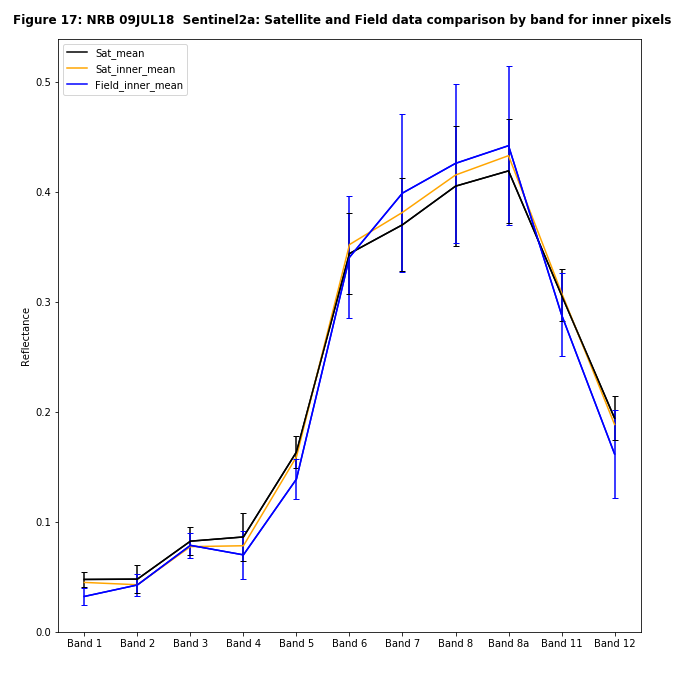 Figure 17: NRB 09JUL18  Sentinel2a: Satellite and Field data comparison by band for inner pixels
Sat_mean
Sat_inner_mean
Field_inner_mean
0.5
0.4
0.3
0.2
0.1
0.0
Reflectance
Band 1 Band 2 Band 3 Band 4 Band 5 Band 6 Band 7 Band 8 Band 8a Band 11 Band 12